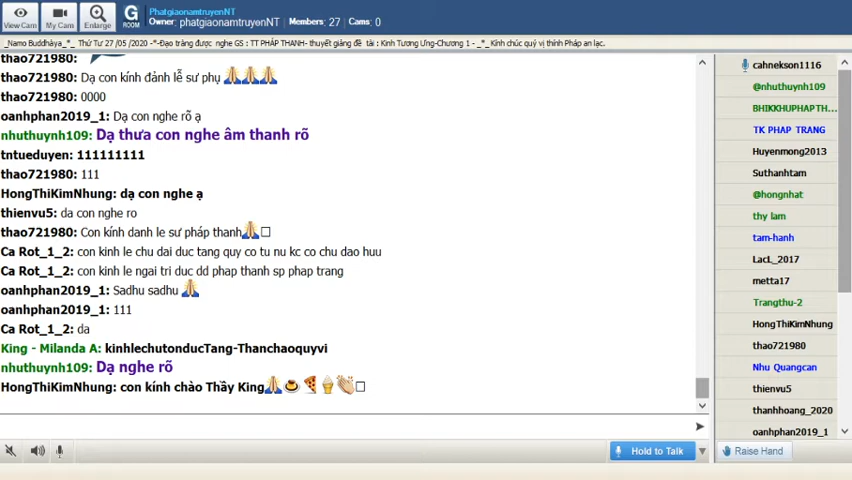 View Cam
My Cam
Enlarge
G
ROOM
PhatgiaonamtruyenNT
Owner: phatgiaonamtruyenNT Members: 27 Cams: 0
_Namo Buddhàya_*_ Thứ Tư 27 /05 /2020 -*-Đạo tràng được nghe GS : TT PHÁP THANH- thuyết giảng đề tài : Kinh Tương Ưng-Chương 1 - _*_ Kính chúc quý vị thính Pháp an lạc.
thao721980:
thao721980: Dạ con kính đảnh lễ sư phụ
thao721980: 0000
oanhphan2019_1: Dạ con nghe rõ ạ
nhuthuynh109: Dạ thưa con nghe âm thanh rõ
tntueduyen: 111111111
thao721980: 111
HongThiKimNhung: dạ con nghe ạ
thienvu5: da con nghe ro
thao721980: Con kính danh le sư pháp thanh
Ca Rot_1_2: con kinh le chu dai duc tang quy co tu nu kc co chu dao huu
Ca Rot_1_2: con kinh le ngai tri duc dd phap thanh sp phap trang
oanhphan2019_1: Sadhu sadhu
oanhphan2019_1: 111
Ca Rot_1_2: da
King - Milanda A: kinhlechutonducTang-Thanchaoquyvi
nhuthuynh109: Dạ nghe rõ
HongThiKimNhung: con kính chào Thầy King
cahnekson1116
@nhuthuynh109
BHIKKHUPHAPTH...
TK PHAP TRANG
Huyenmong2013
Suthanhtam
@hongnhat
thy lam
tam-hanh
LacL_2017
metta17
Trangthu-2
HongThiKimNhung
thao721980
Nhu Quangcan
thienvu5
thanhhoang_2020
oanhphan2019_1
Hold to Talk
Raise Hand